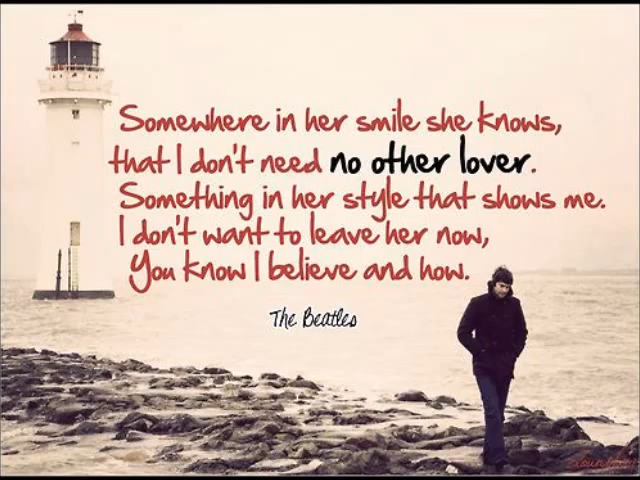 Somewhere in her smile she knows,
that I don't need no other lover.
Something in her style that shows me.
I don't want to leave her now,
You know I believe and how.
The Beatles